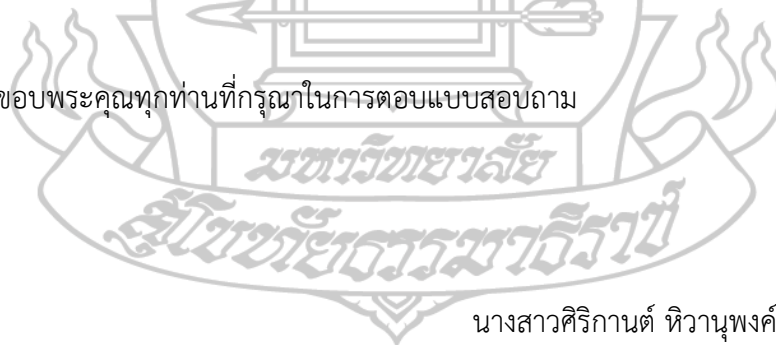 ขอบพระคุณทุกท่านที่กรุณาในการตอบแบบสอบถาม
มหาวิทยาลัย
สุโขทัยธรรมาธิราช
นางสาวศิริกานต์ หิวานุพงค์